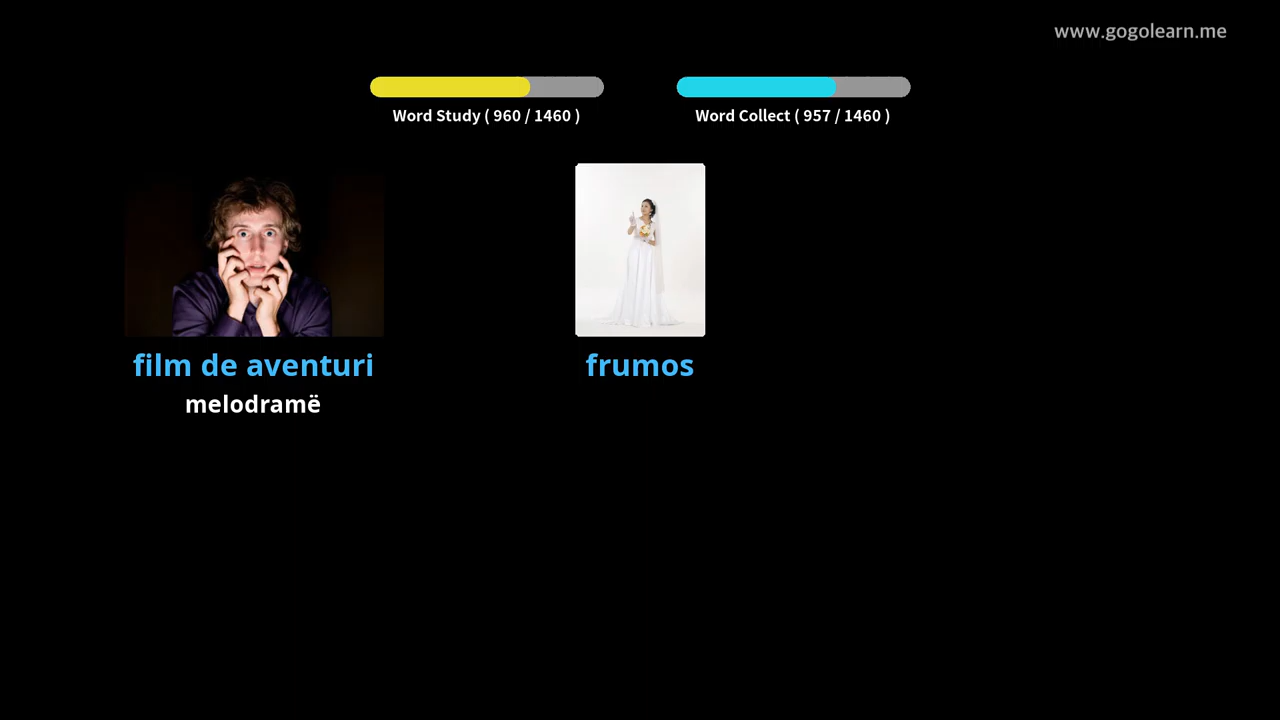 www.gogolearn.me
Word Study ( 960 / 1460 )
Word Collect ( 957 / 1460 )
film de aventuri
melodramë
frumos